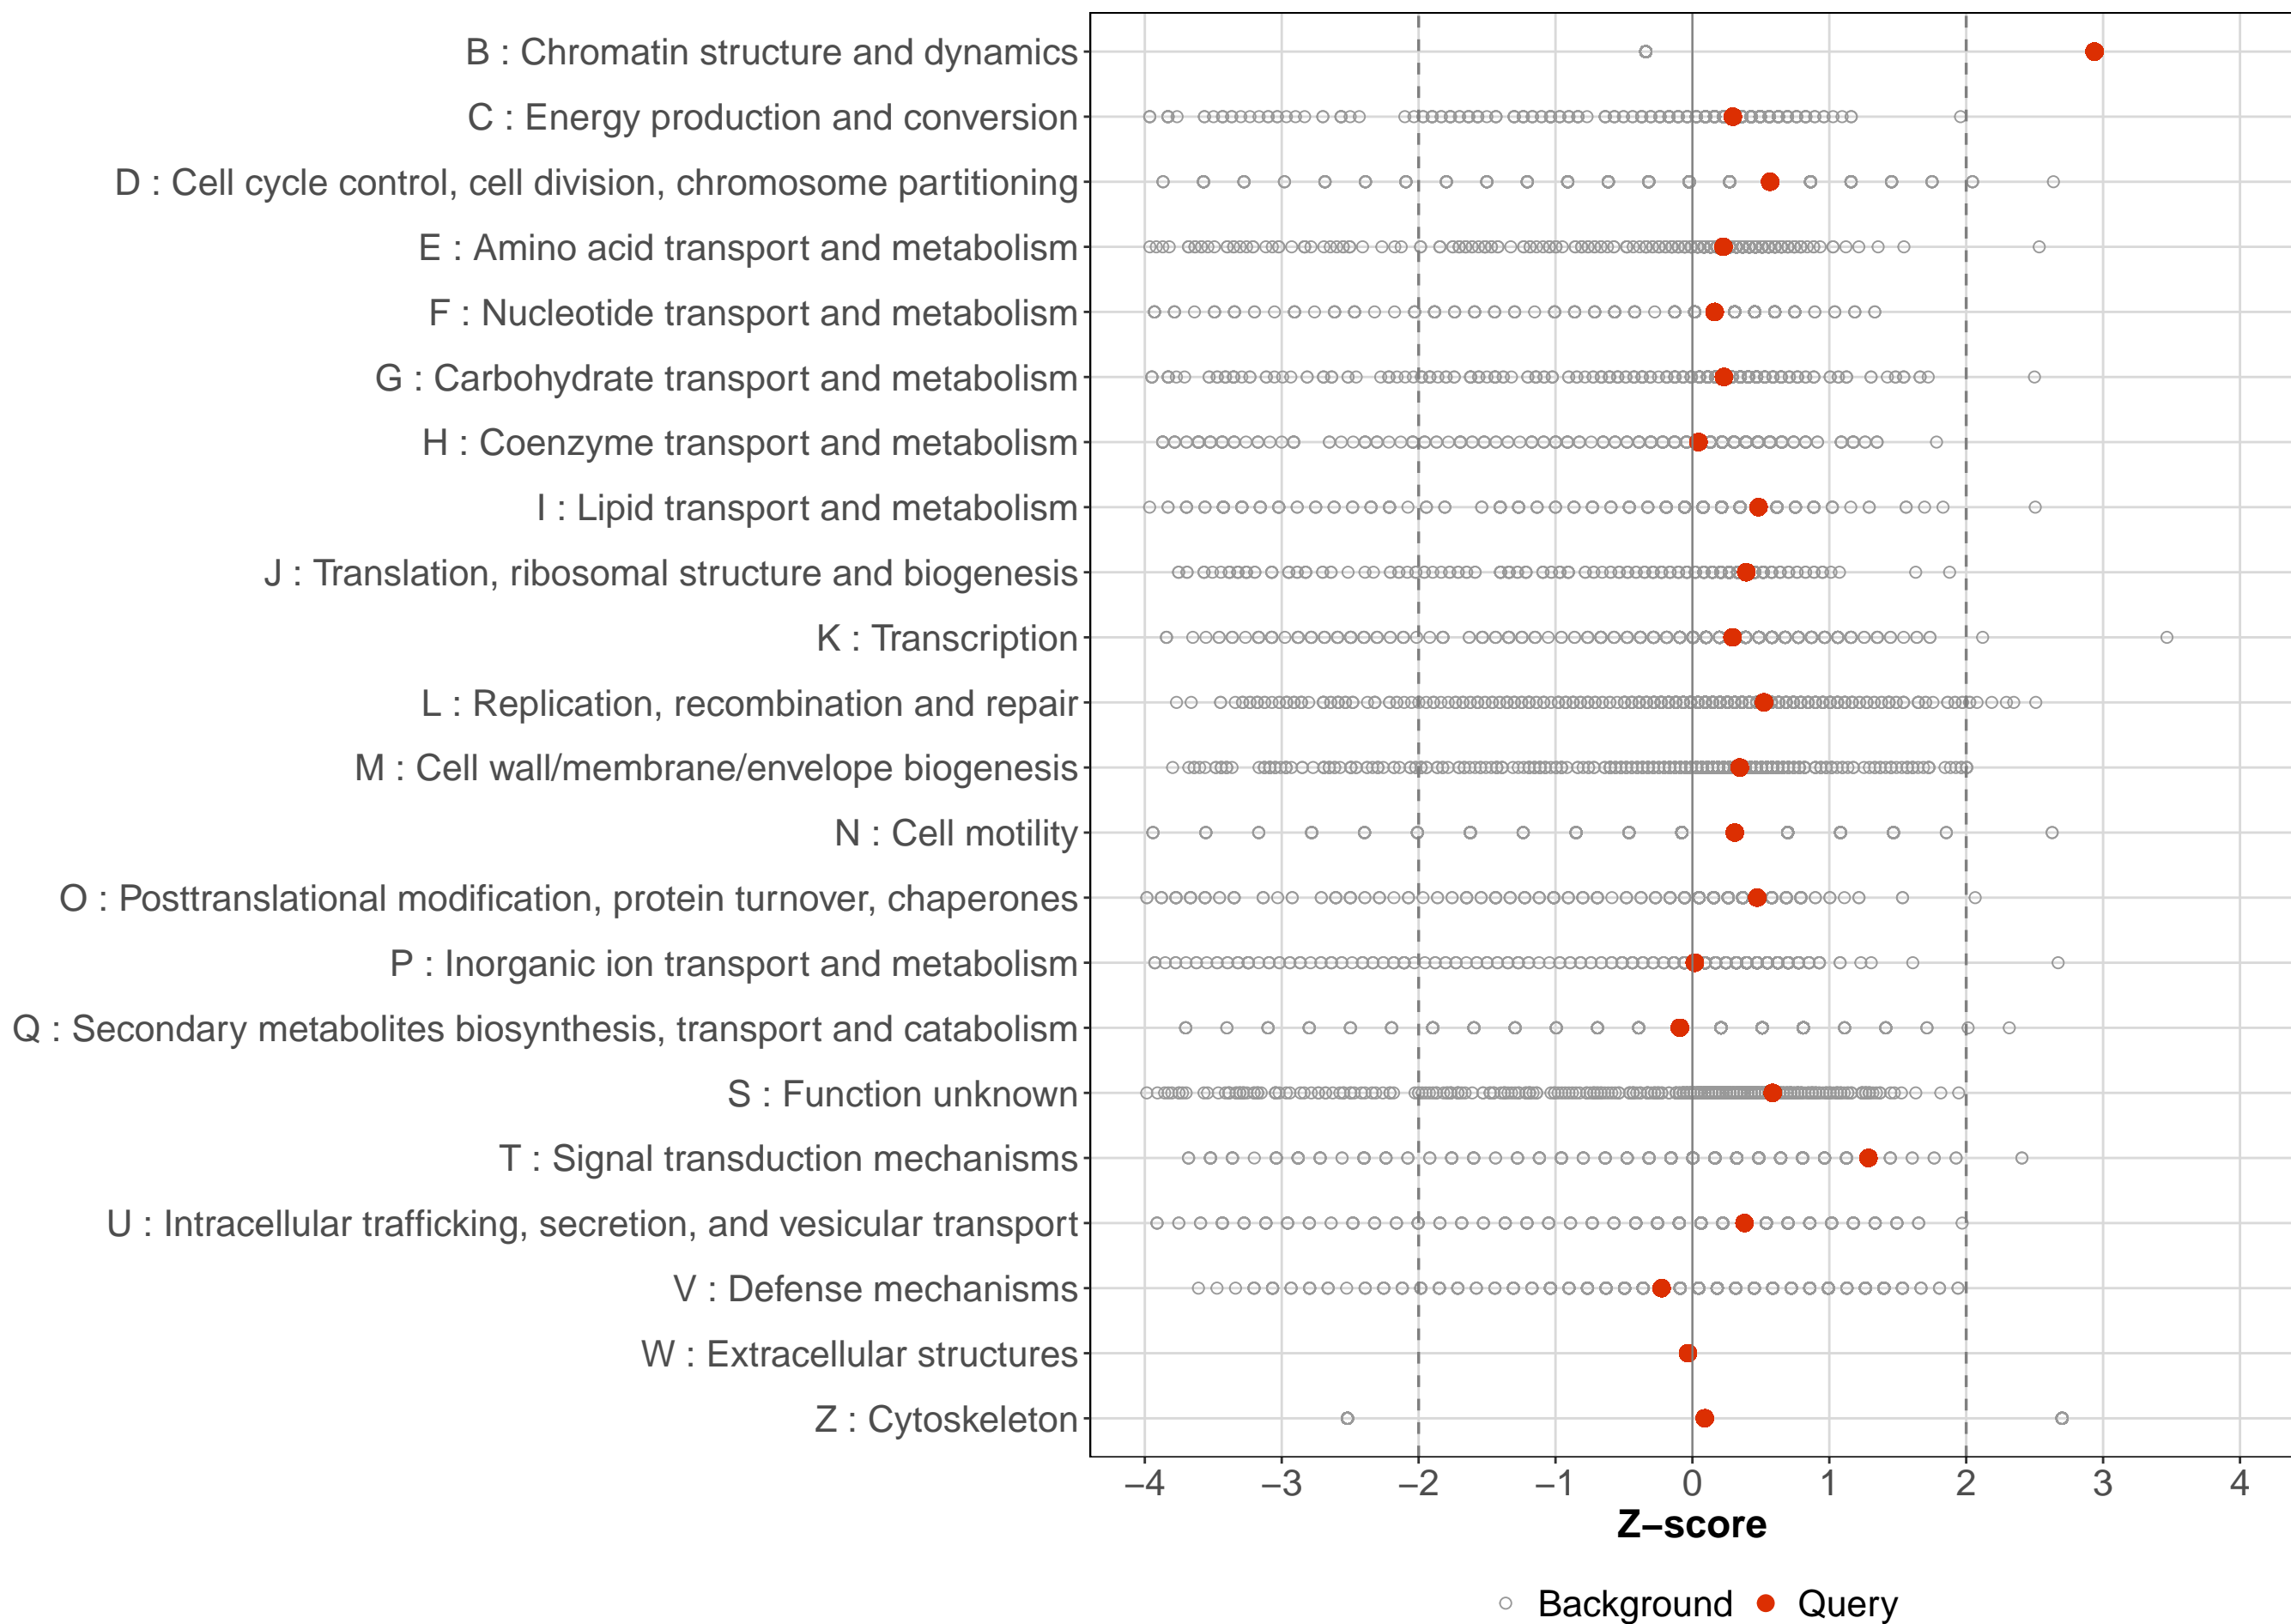 B : Chromatin structure and dynamics
C : Energy production and conversion
D : Cell cycle control, cell division, chromosome partitioning
E : Amino acid transport and metabolism
F : Nucleotide transport and metabolism
G : Carbohydrate transport and metabolism
H : Coenzyme transport and metabolism
I : Lipid transport and metabolism
J : Translation, ribosomal structure and biogenesis
K : Transcription
L : Replication, recombination and repair
M : Cell wall/membrane/envelope biogenesis
N : Cell motility
O : Posttranslational modification, protein turnover, chaperones
P : Inorganic ion transport and metabolism
Q : Secondary metabolites biosynthesis, transport and catabolism
S : Function unknown
T : Signal transduction mechanisms
U : Intracellular trafficking, secretion, and vesicular transport
V : Defense mechanisms
W : Extracellular structures
Z : Cytoskeleton
−4 −3 −2 −1 0 1 2 3 4
Z−score
Background Query